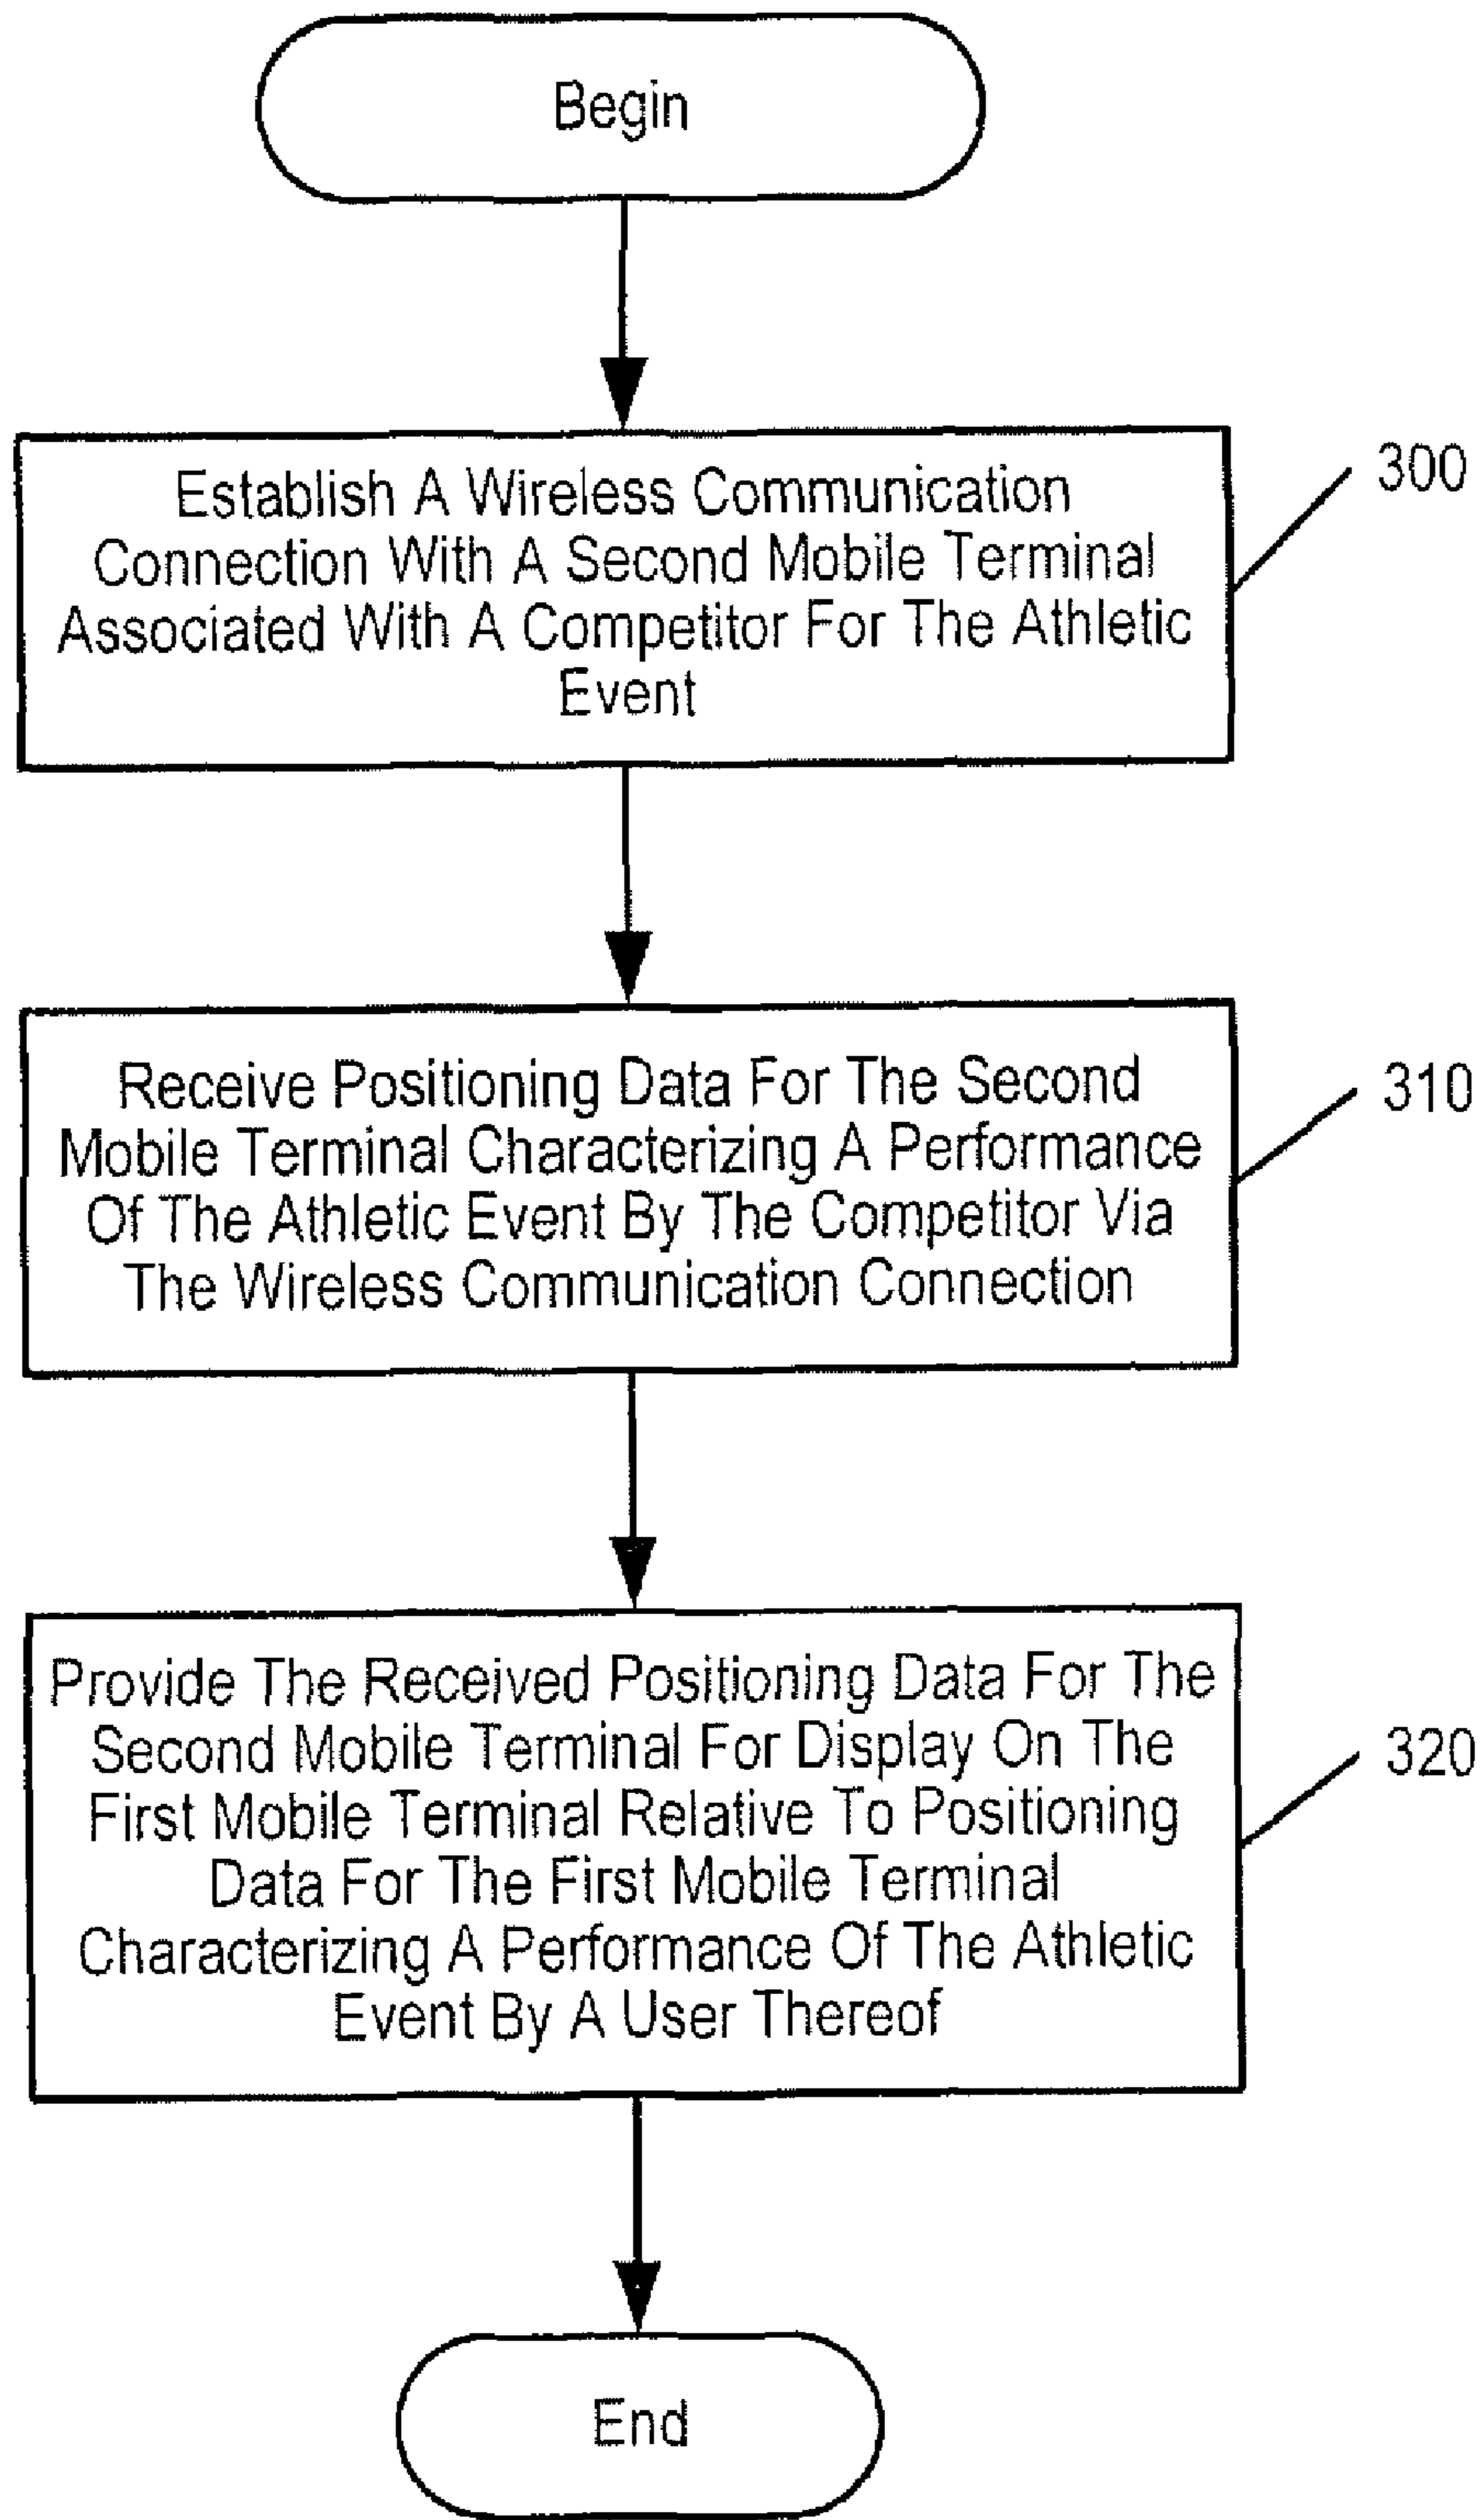 Begin
Establish A Wireless Communication
Connection With A Second Mobile Terminal
Associated With A Competitor For The Athletic
Event
300
Receive Positioning Data For The Second
Mobile Terminal Characterizing A Performance
Of The Athletic Event By The Competitor Via
The Wireless Communication Connection
310
Provide The Received Positioning Data For The
Second Mobile Terminal For Display On The
First Mobile Terminal Relative To Positioning
Data For The First Mobile Terminal
Characterizing A Performance Of The Athletic
Event By A User Thereof
320
End